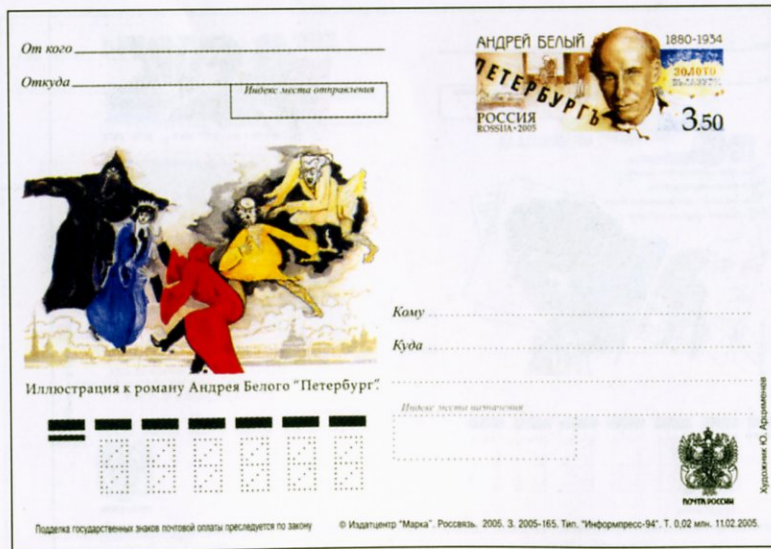 От кого
Откуда
Индекс места отправления
АНДРЕЙ БЕЛЫЙ 1880-1934
ПЕТЕРБУРГЪ
ЗОЛОТО
РОССИЯ
ROSSIJA•2005
3.50
Иллюстрация к роману Андрея Белого "Петербург".
Кому
Куда
Индекс места назначения
ПОЧТА РОССИИ
Художник Ю. Арцименев
Подделка государственных знаков почтовой оплаты преследуется по закону
© Издатцентр "Марка". Россвязь. 2005. З. 2005-165. Тип. "Информпресс-94". Т. 0,02 млн. 11.02.2005.